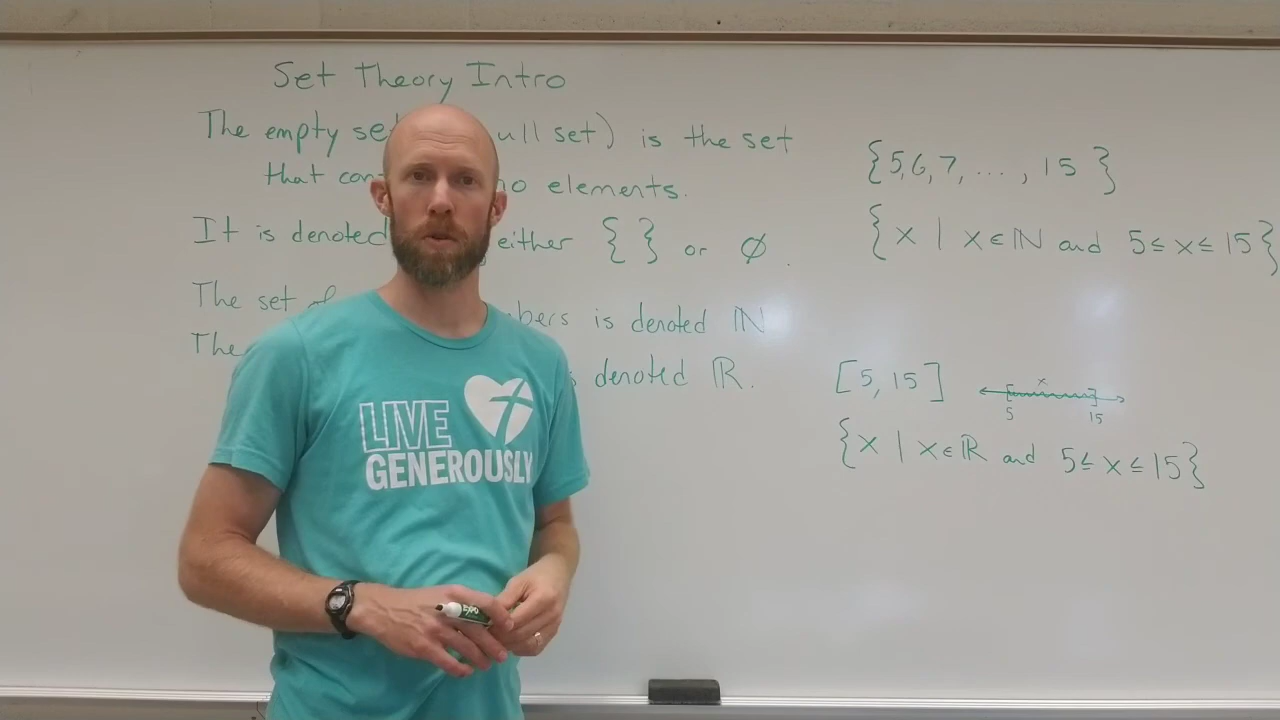 Set Theory Intro
The empty se ull set) is the set
that con no elements.
It is denoted either { } or ∅.
The set of bers is denoted ℕ
The s denoted ℝ.
{5,6,7, ... , 15 }
{ x | x ∈ ℕ and 5 ≤ x ≤ 15}
[5, 15]
x
5 15
{x | x ∈ ℝ and 5 ≤ x ≤ 15}
LIVE
GENEROUSLY
EXPO